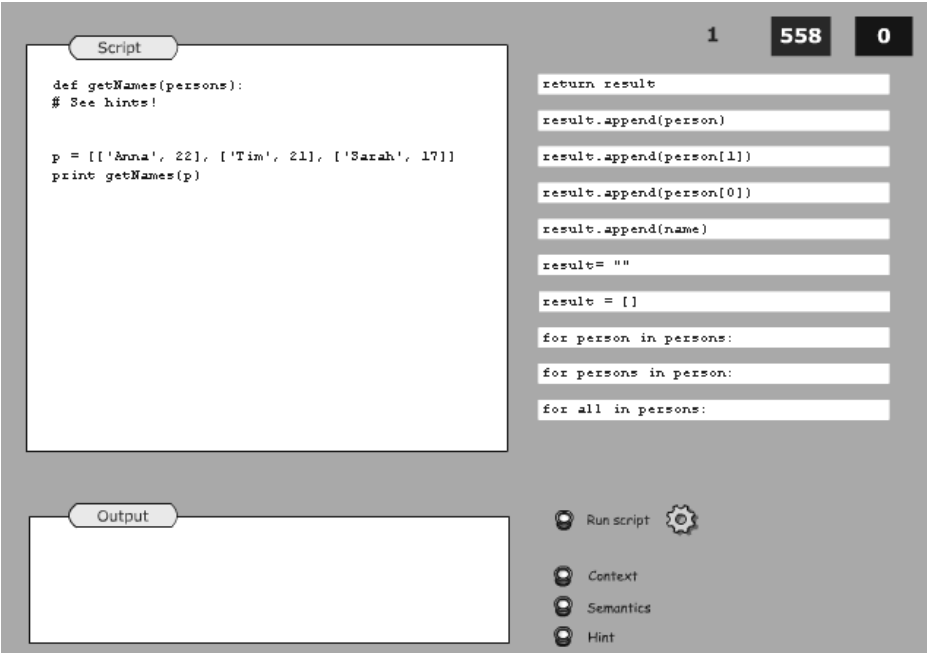 Script
def getNames(persons):
# See hints!
p = [['Anna', 22], ['Tim', 21], ['Sarah', 17]]
print getNames(p)
1 558 0
return result
result.append(person)
result.append(person[1])
result.append(person[0])
result.append(name)
result= ""
result = []
for person in persons:
for persons in person:
for all in persons:
Output
Run script
Context
Semantics
Hint